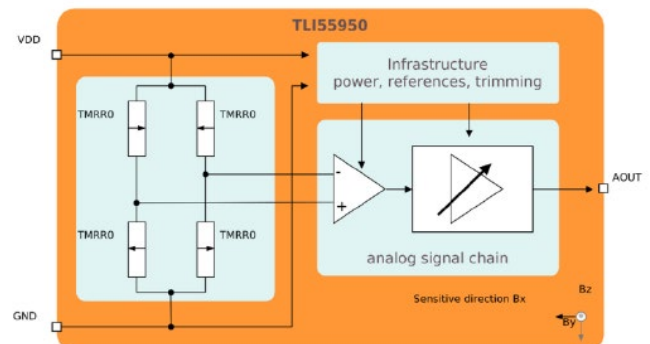 TLI55950
VDD
Infrastructure
power, references, trimming
TMRR0
TMRR0
-
+
AOUT
TMRR0
TMRR0
analog signal chain
Sensitive direction Bx
Bz
By
GND